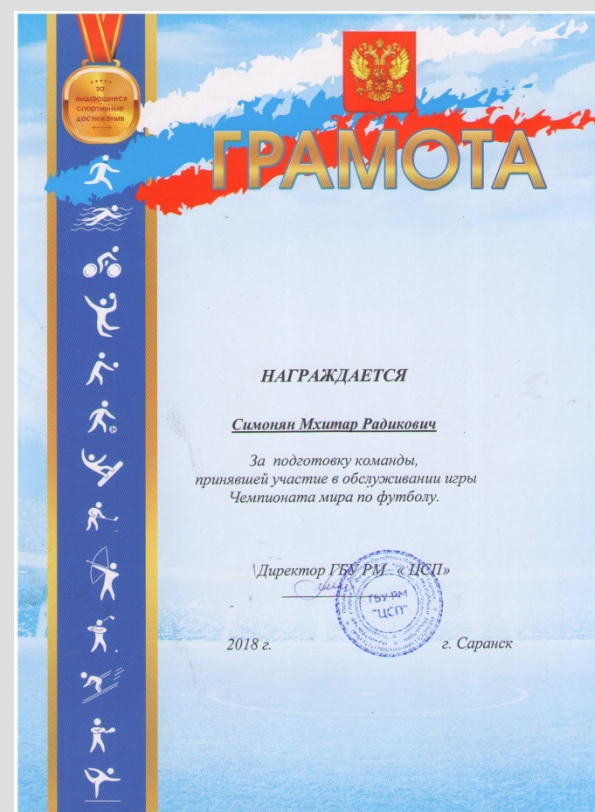 за
выдающиеся
спортивные
достижения
ГРАМОТА
НАГРАЖДАЕТСЯ
Симонян Мхитар Радикович
За подготовку команды,
принявшей участие в обслуживании игры
Чемпионата мира по футболу.
Директор ГБУ РМ « ЦСП»
ГБУ РМ
"ЦСП"
2018 г. г. Саранск